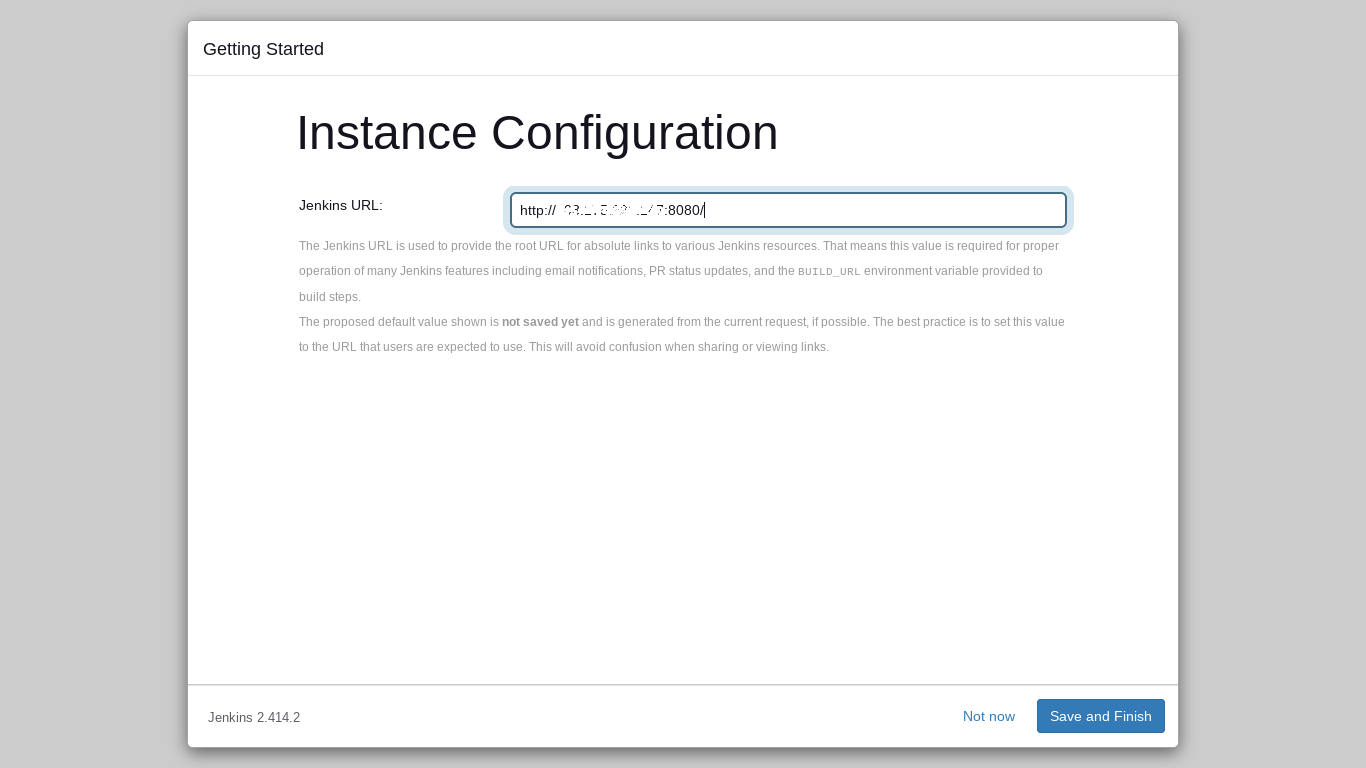 Getting Started
Instance Configuration
Jenkins URL:
http:// :8080/
The Jenkins URL is used to provide the root URL for absolute links to various Jenkins resources. That means this value is required for proper
operation of many Jenkins features including email notifications, PR status updates, and the BUILD_URL environment variable provided to
build steps.
The proposed default value shown is not saved yet and is generated from the current request, if possible. The best practice is to set this value
to the URL that users are expected to use. This will avoid confusion when sharing or viewing links.
Jenkins 2.414.2
Not now
Save and Finish